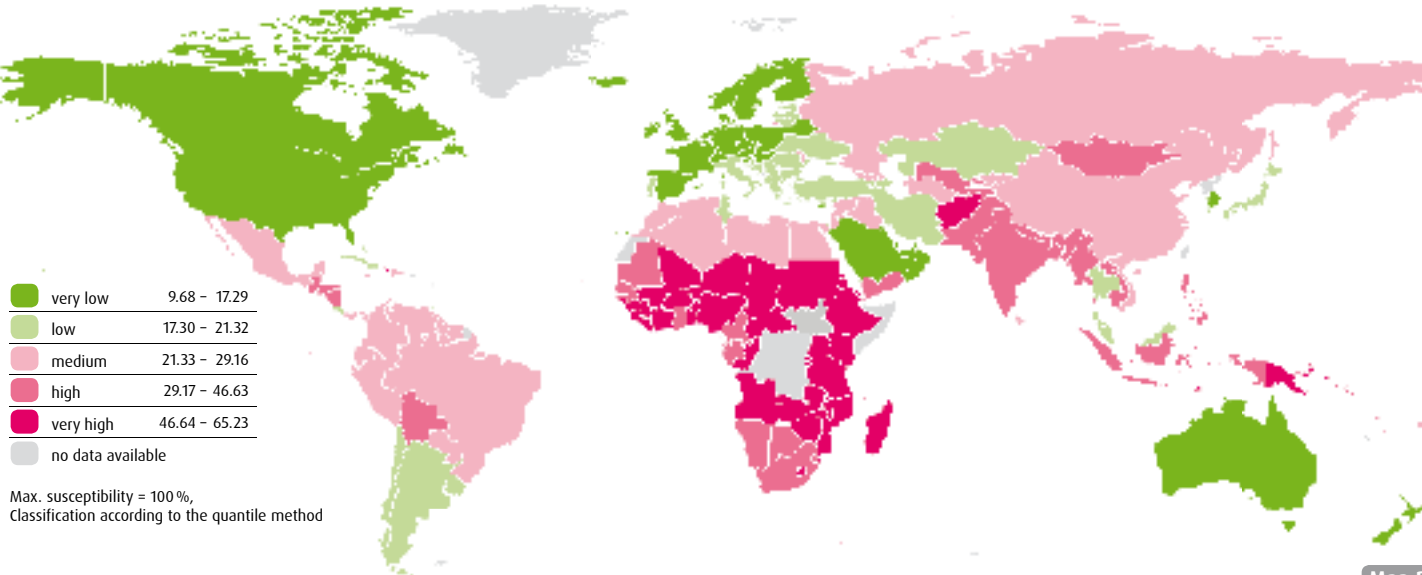 very low 9.68 – 17.29
low 17.30 – 21.32
medium 21.33 – 29.16
high 29.17 – 46.63
very high 46.64 – 65.23
no data available
Max. susceptibility = 100 %,
Classification according to the quantile method